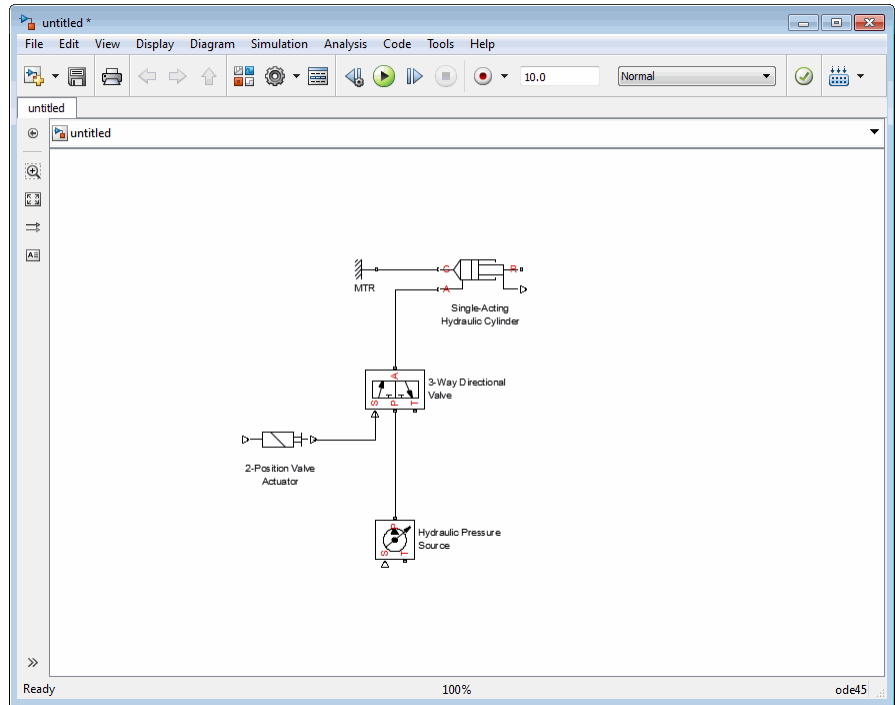 untitled *
File Edit View Display Diagram Simulation Analysis Code Tools Help
10.0 Normal
untitled
untitled
C R
MTR
A
Single-Acting
Hydraulic Cylinder
A
3-Way Directional
Valve
S P T
2-Position Valve
Actuator
P
Hydraulic Pressure
Source
S T
Ready 100% ode45